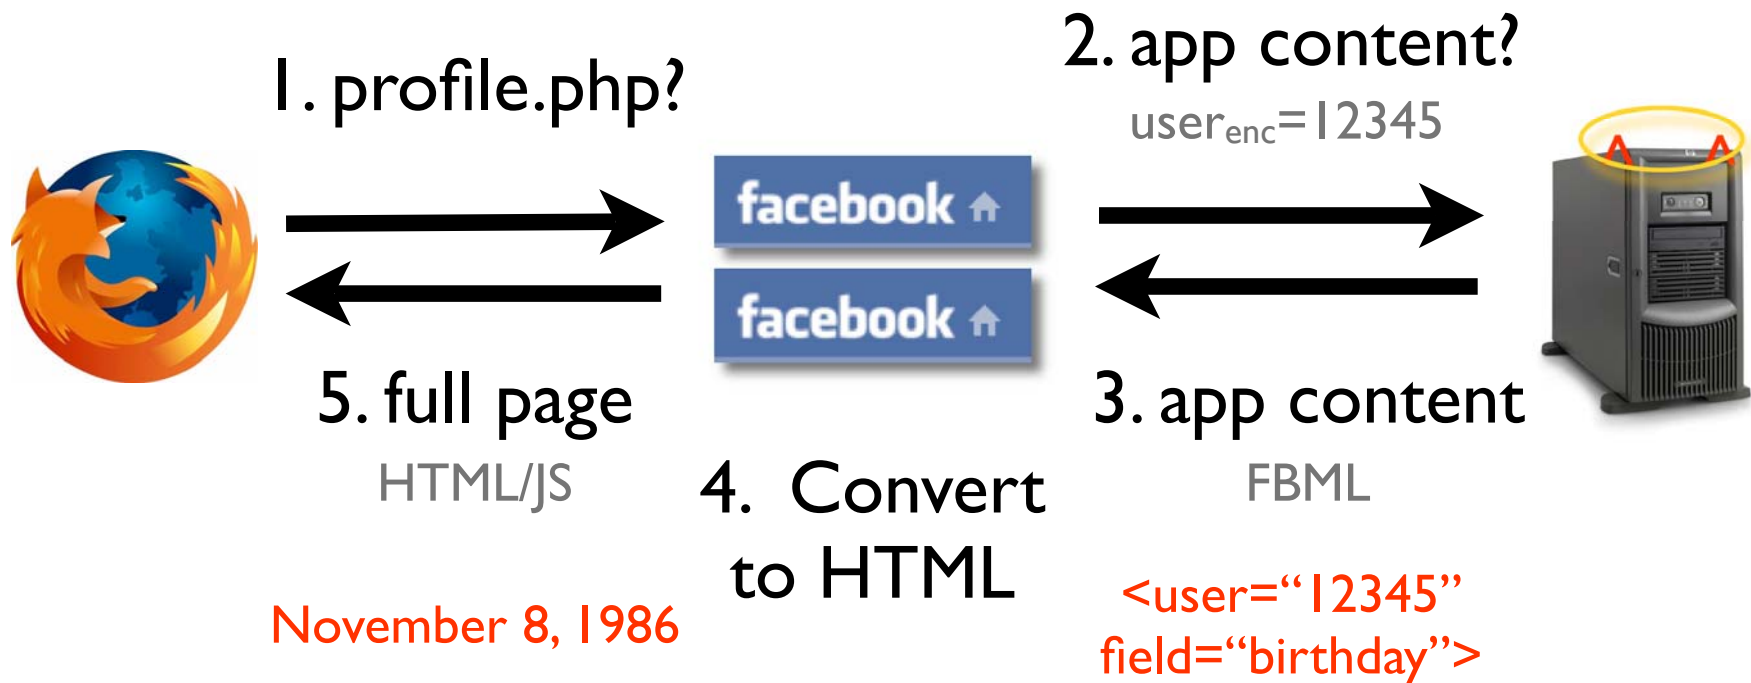 1. profile.php?
2. app content?
userenc=12345
facebook
facebook
5. full page
HTML/JS
3. app content
FBML
4. Convert
to HTML
November 8, 1986
<user=“12345”
field=“birthday”>